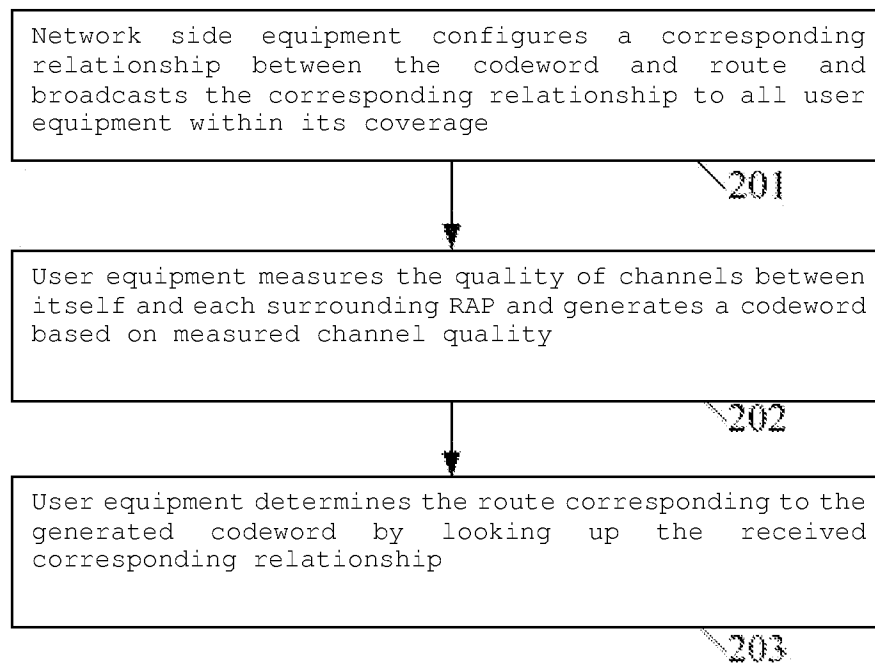 Network side equipment configures a corresponding
relationship between the codeword and route and
broadcasts the corresponding relationship to all user
equipment within its coverage
201
User equipment measures the quality of channels between
itself and each surrounding RAP and generates a codeword
based on measured channel quality
202
User equipment determines the route corresponding to the
generated codeword by looking up the received
corresponding relationship
203